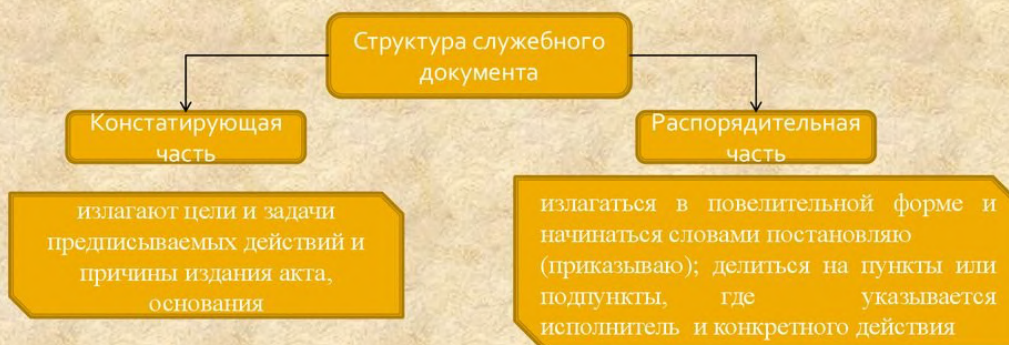 Структура служебного
документа
Констатирующая
часть
Распорядительная
часть
излагают цели и задачи
предписываемых действий и
причины издания акта,
основания
излагаться в повелительной форме и
начинаться словами постановляю
(приказываю); делиться на пункты или
подпункты, где указывается
исполнитель и конкретного действия